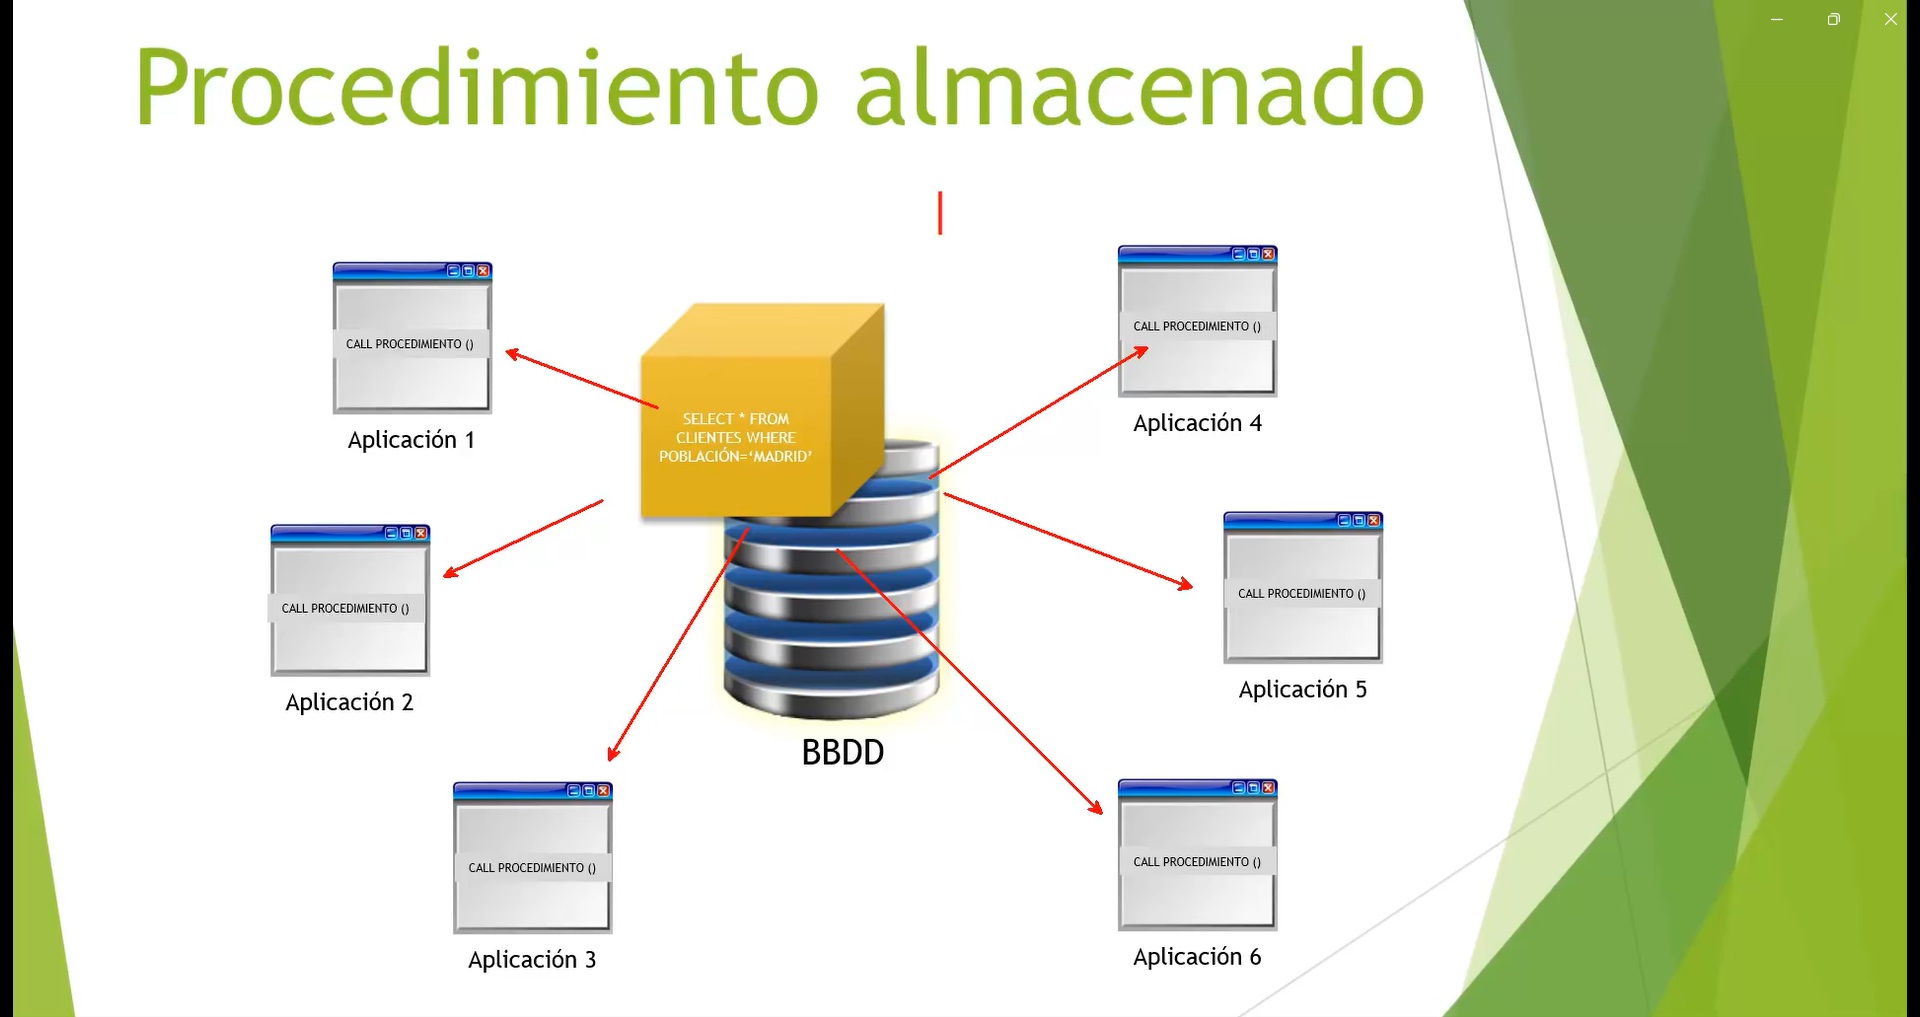 Procedimiento almacenado
CALL PROCEDIMIENTO ()
Aplicación 1
CALL PROCEDIMIENTO ()
Aplicación 2
CALL PROCEDIMIENTO ()
Aplicación 3
SELECT * FROM
CLIENTES WHERE
POBLACIÓN=‘MADRID’
BBDD
CALL PROCEDIMIENTO ()
Aplicación 4
CALL PROCEDIMIENTO ()
Aplicación 5
CALL PROCEDIMIENTO ()
Aplicación 6